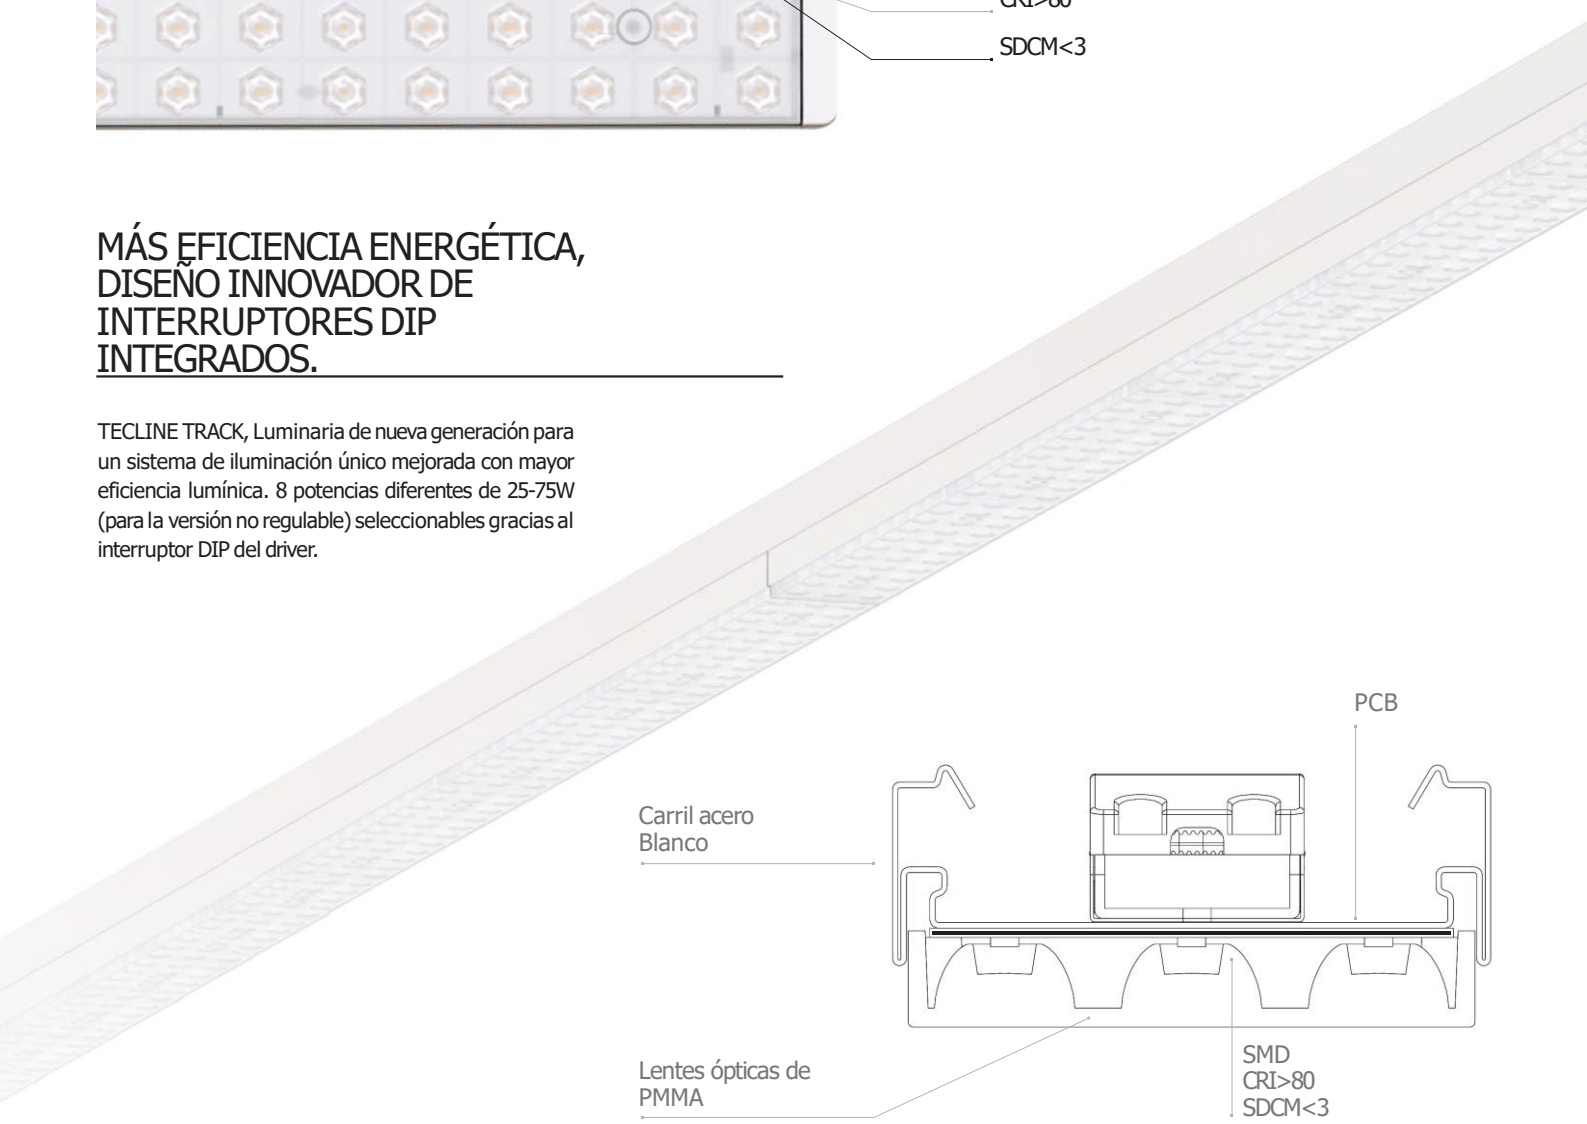 CRI>80
SDCM<3
MÁS EFICIENCIA ENERGÉTICA,
DISEÑO INNOVADOR DE
INTERRUPTORES DIP
INTEGRADOS.
TECLINE TRACK, Luminaria de nueva generación para
un sistema de iluminación único mejorada con mayor
eficiencia lumínica. 8 potencias diferentes de 25-75W
(para la versión no regulable) seleccionables gracias al
interruptor DIP del driver.
PCB
Carril acero
Blanco
Lentes ópticas de
PMMA
SMD
CRI>80
SDCM<3